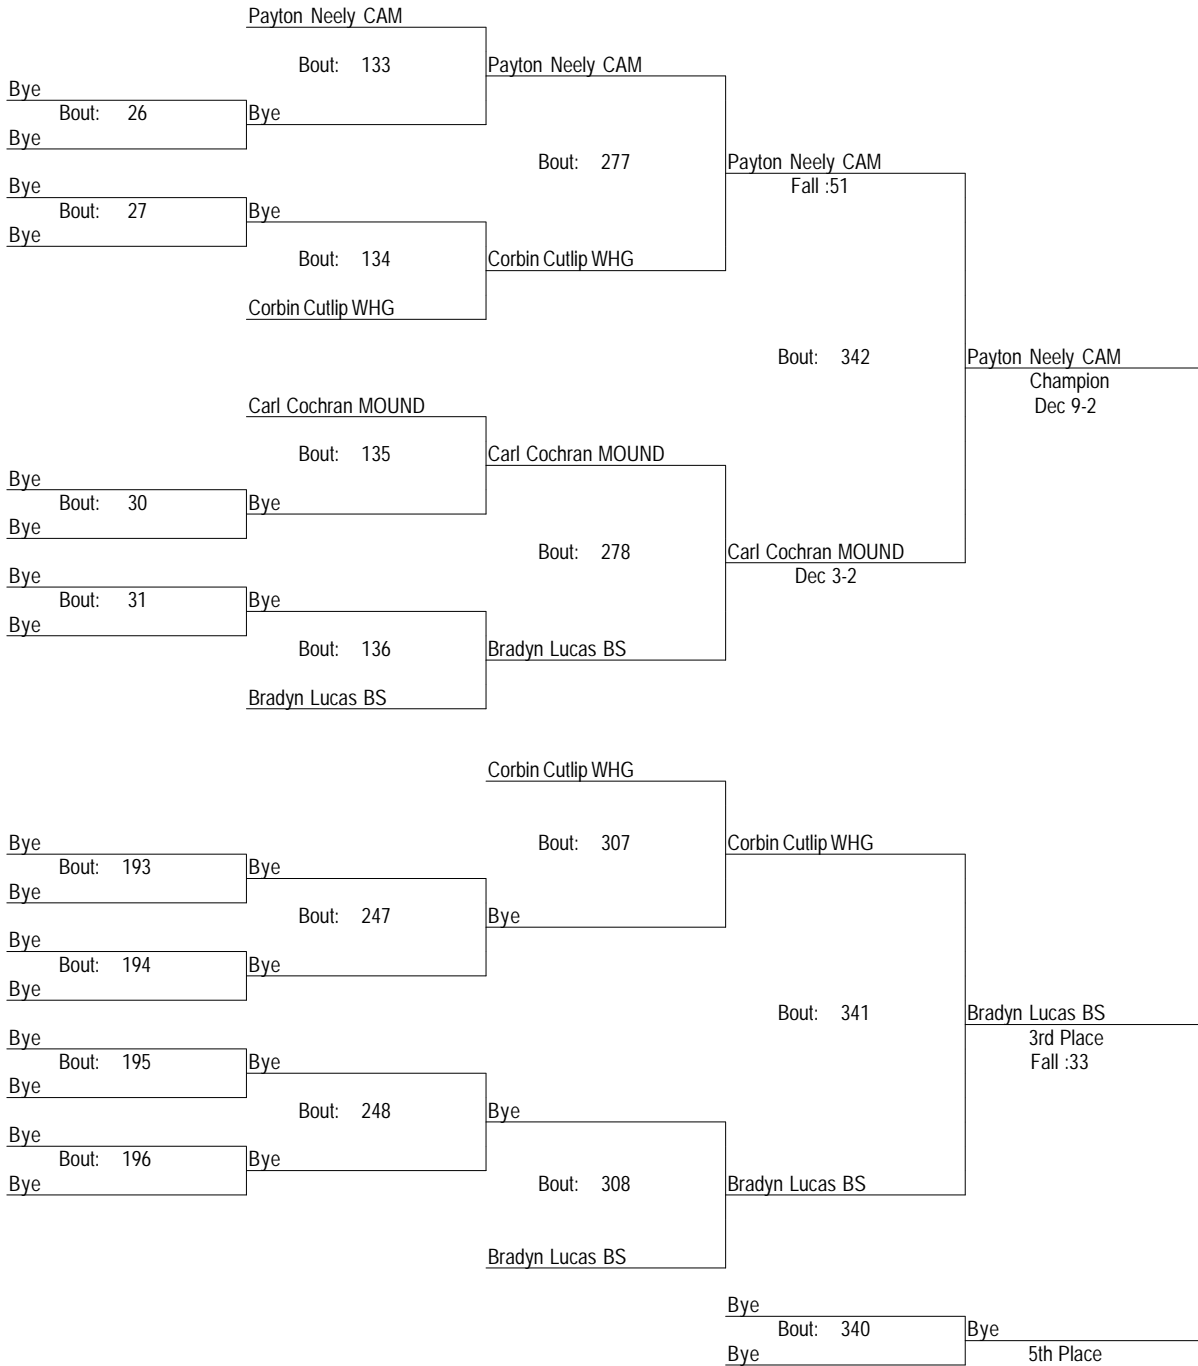 Payton Neely CAM
Bout: 133
Payton Neely CAM
Bye
Bout: 26
Bye
Bye
Bout: 277
Payton Neely CAM
Fall :51
Bye
Bout: 27
Bye
Bye
Bout: 134
Corbin Cutlip WHG
Corbin Cutlip WHG
Bout: 342
Payton Neely CAM
Champion
Dec 9-2
Carl Cochran MOUND
Bout: 135
Carl Cochran MOUND
Bye
Bout: 30
Bye
Bye
Bout: 278
Carl Cochran MOUND
Dec 3-2
Bye
Bout: 31
Bye
Bye
Bout: 136
Bradyn Lucas BS
Bradyn Lucas BS
Corbin Cutlip WHG
Bout: 307
Corbin Cutlip WHG
Bye
Bout: 193
Bye
Bye
Bout: 247
Bye
Bye
Bout: 194
Bye
Bye
Bout: 341
Bradyn Lucas BS
3rd Place
Fall :33
Bye
Bout: 195
Bye
Bye
Bout: 248
Bye
Bye
Bout: 196
Bye
Bye
Bout: 308
Bradyn Lucas BS
Bradyn Lucas BS
Bye
Bout: 340
Bye
Bye
5th Place